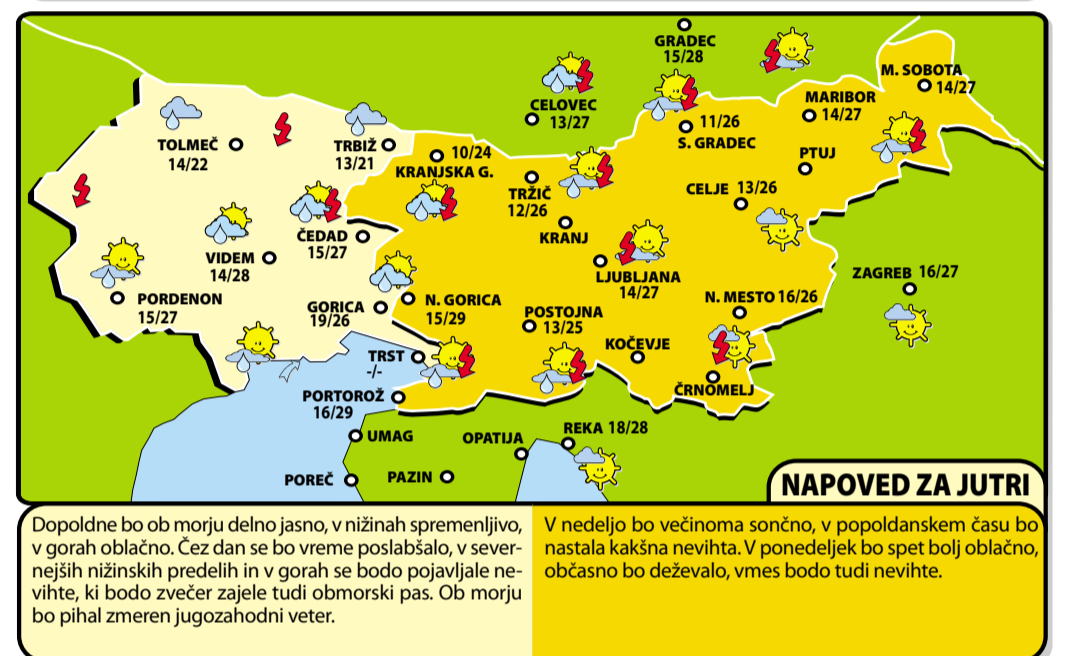 GRADEC
15/28
M. SOBOTA
14/27
CELOVEC
13/27
MARIBOR
14/27
11/26
S. GRADEC
TOLMEČ
14/22
TRBIŽ
13/21
10/24
KRANJSKA G.
PTUJ
TRŽIČ
12/26
CELJE 13/26
KRANJ
ČEDAD
15/27
VIDEM
14/28
LJUBLJANA
14/27
ZAGREB 16/27
PORDENON
15/27
GORICA
19/26
N. GORICA
15/29
N. MESTO 16/26
POSTOJNA
13/25
KOČEVJE
TRST
-/-
ČRNOMELJ
PORTOROŽ
16/29
UMAG
OPATIJA
REKA 18/28
POREČ
PAZIN
NAPOVED ZA JUTRI
Dopoldne bo ob morju delno jasno, v nižinah spremenljivo,
v gorah oblačno. Čez dan se bo vreme poslabšalo, v sever-
nejših nižinskih predelih in v gorah se bodo pojavljale ne-
vihte, ki bodo zvečer zajele tudi obmorski pas. Ob morju
bo pihal zmeren jugozahodni veter.
V nedeljo bo večinoma sončno, v popoldanskem času bo
nastala kakšna nevihta. V ponedeljek bo spet bolj oblačno,
občasno bo deževalo, vmes bodo tudi nevihte.